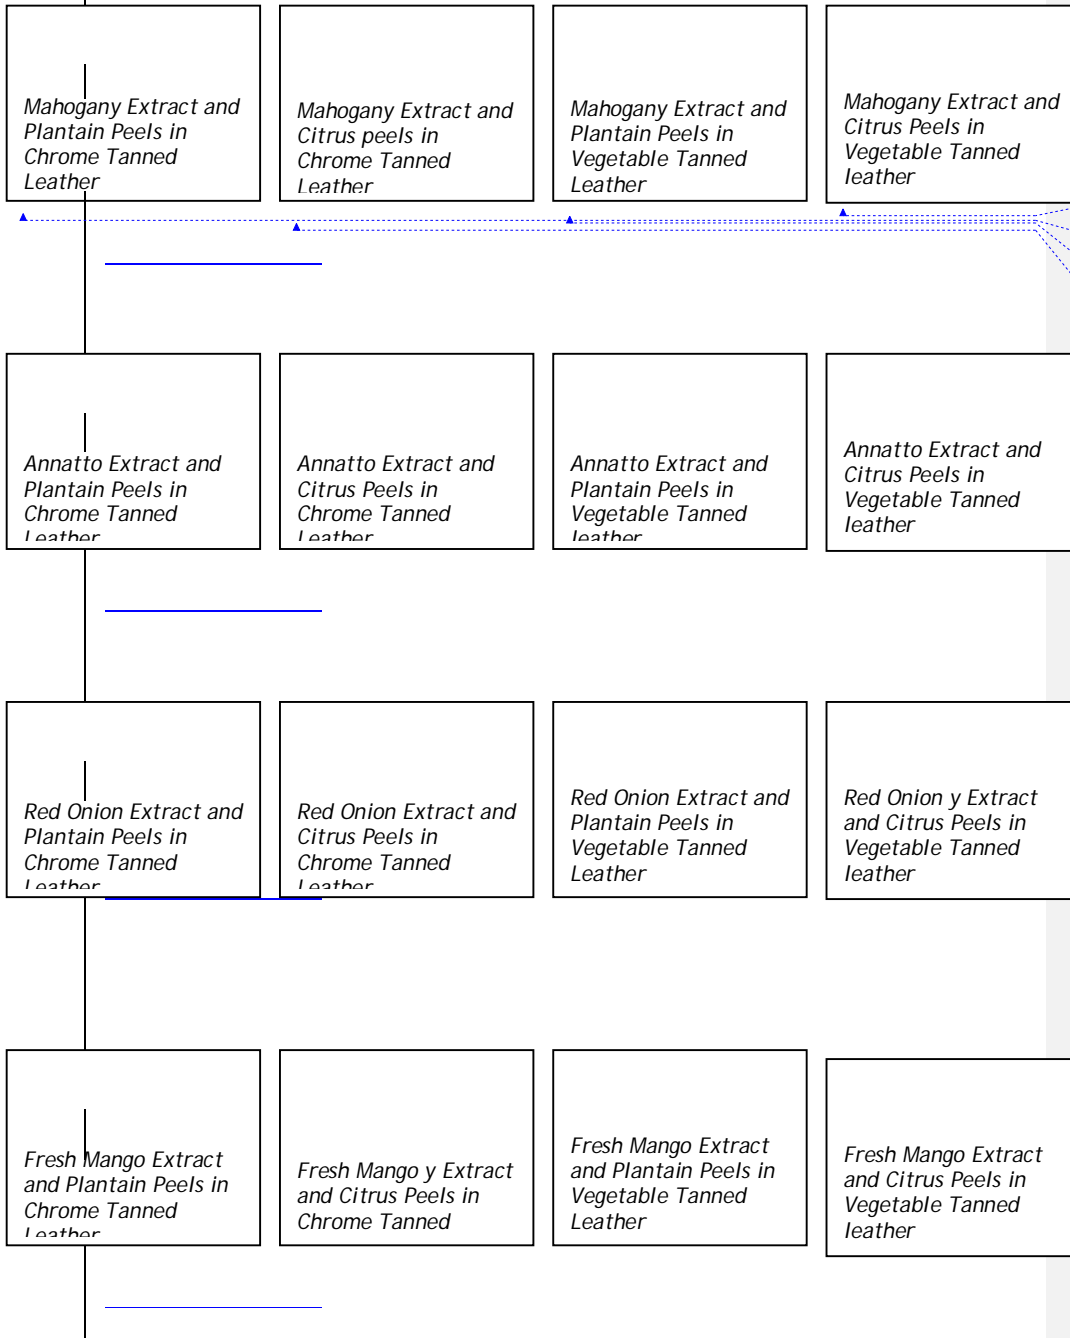 Mahogany Extract and
Plantain Peels in
Chrome Tanned
Leather
Mahogany Extract and
Citrus peels in
Chrome Tanned
Leather
Mahogany Extract and
Plantain Peels in
Vegetable Tanned
Leather
Mahogany Extract and
Citrus Peels in
Vegetable Tanned
leather
Annatto Extract and
Plantain Peels in
Chrome Tanned
Leather
Annatto Extract and
Citrus Peels in
Chrome Tanned
Leather
Annatto Extract and
Plantain Peels in
Vegetable Tanned
leather
Annatto Extract and
Citrus Peels in
Vegetable Tanned
leather
Red Onion Extract and
Plantain Peels in
Chrome Tanned
Leather
Red Onion Extract and
Citrus Peels in
Chrome Tanned
Leather
Red Onion Extract and
Plantain Peels in
Vegetable Tanned
Leather
Red Onion y Extract
and Citrus Peels in
Vegetable Tanned
leather
Fresh Mango Extract
and Plantain Peels in
Chrome Tanned
Leather
Fresh Mango y Extract
and Citrus Peels in
Chrome Tanned
Fresh Mango Extract
and Plantain Peels in
Vegetable Tanned
Leather
Fresh Mango Extract
and Citrus Peels in
Vegetable Tanned
leather